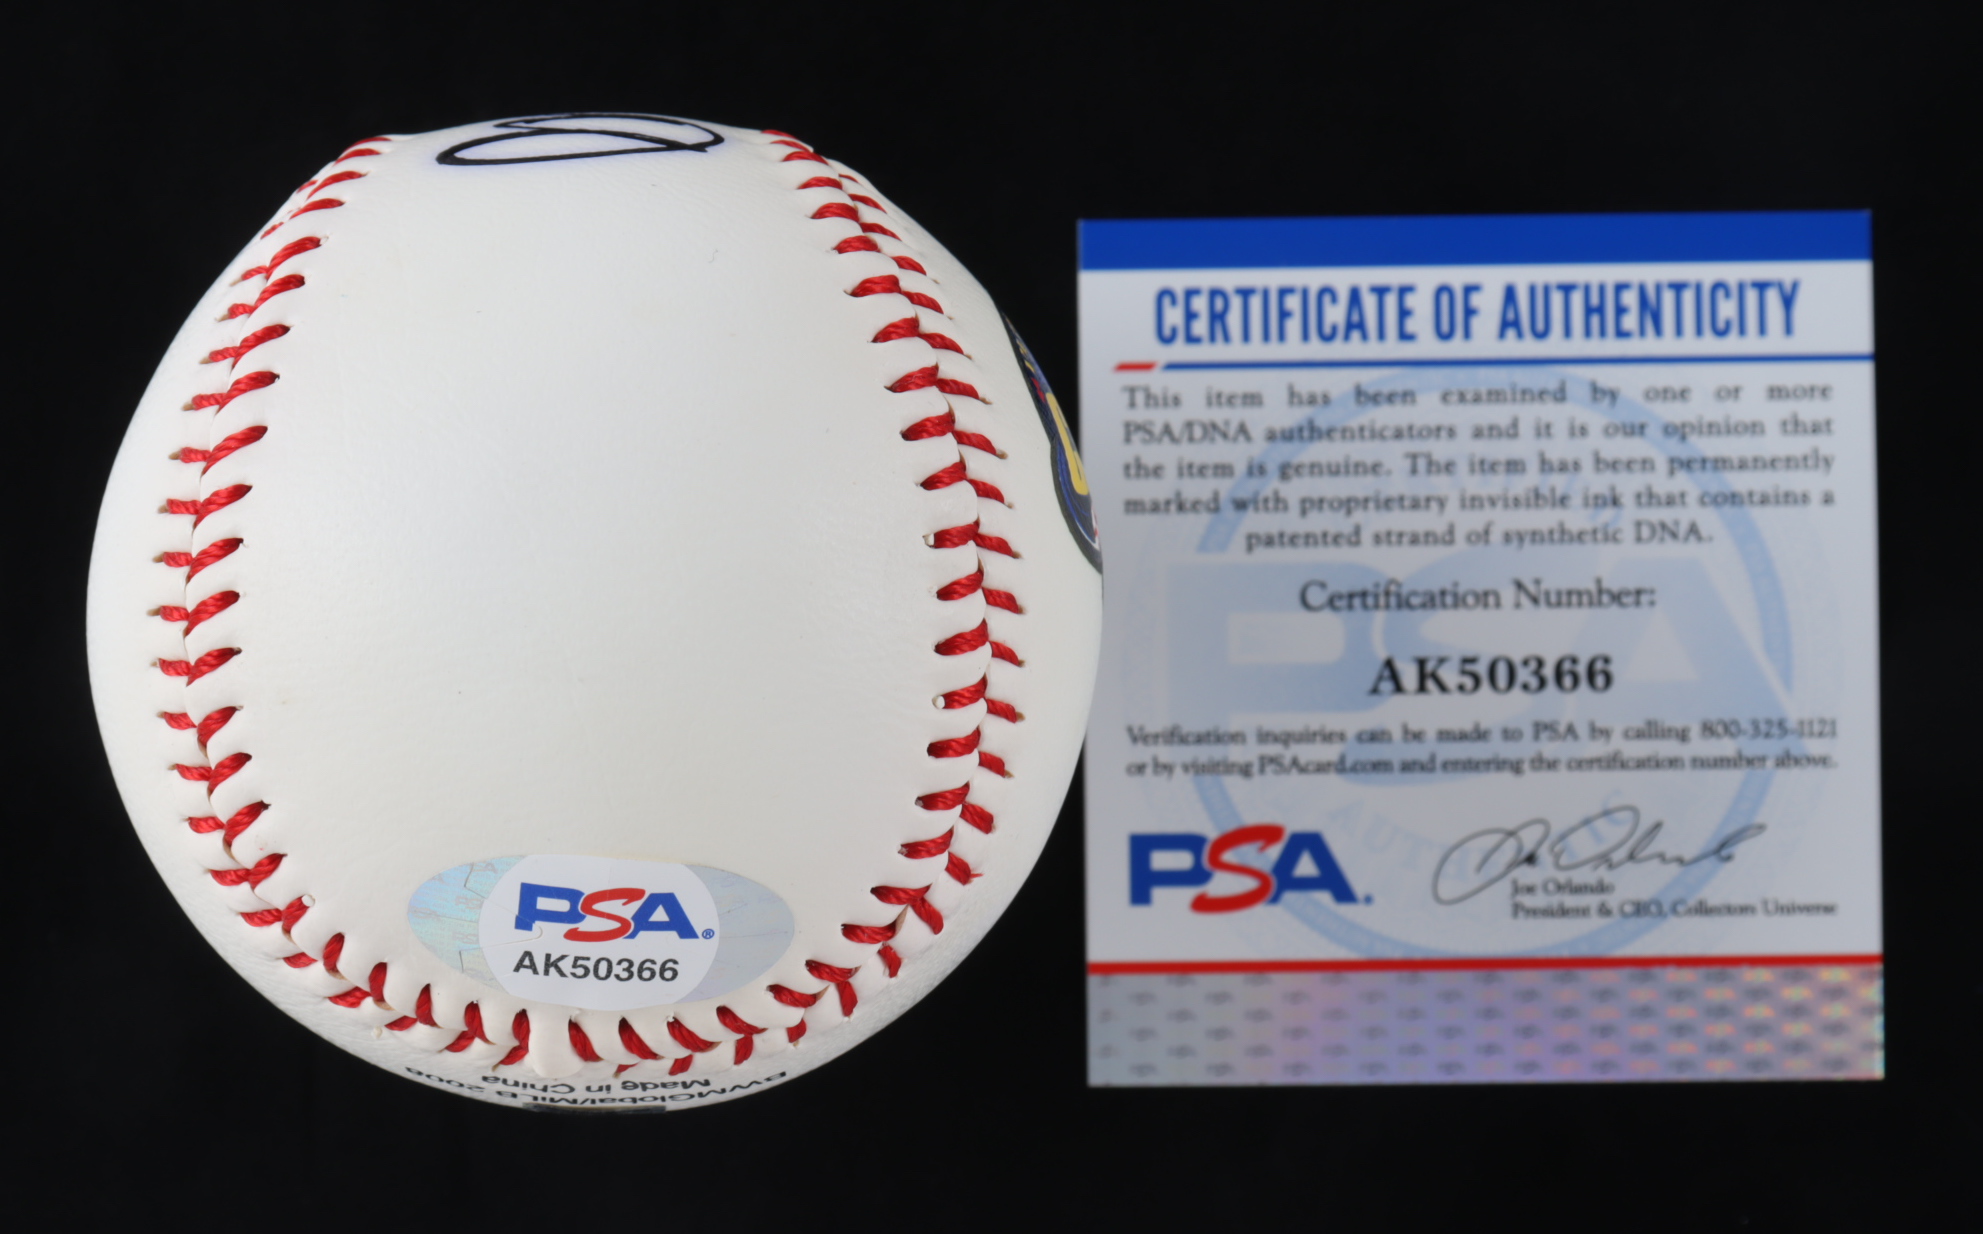 PSA®
AK50366
BWMGlobal/MiLB 2008
Made in China
CERTIFICATE OF AUTHENTICITY
This item has been examined by one or more
PSA/DNA authenticators and it is our opinion that
the item is genuine. The item has been permanently
marked with proprietary invisible ink that contains a
patented strand of synthetic DNA.
Certification Number:
AK50366
Verification inquiries can be made to PSA by calling 800-325-1121
or by visiting PSAcard.com and entering the certification number above.
PSA.
Joe Orlando
President & CEO, Collectors Universe